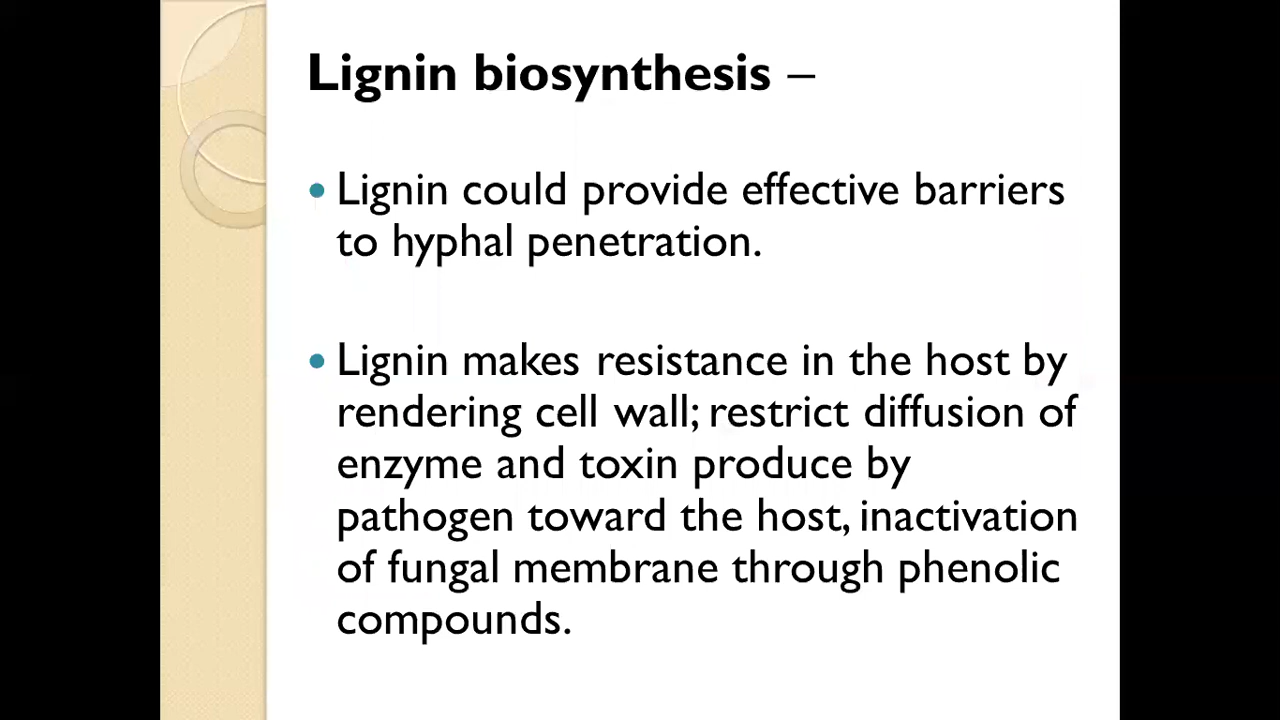 Lignin biosynthesis –
• Lignin could provide effective barriers
to hyphal penetration.
• Lignin makes resistance in the host by
rendering cell wall; restrict diffusion of
enzyme and toxin produce by
pathogen toward the host, inactivation
of fungal membrane through phenolic
compounds.